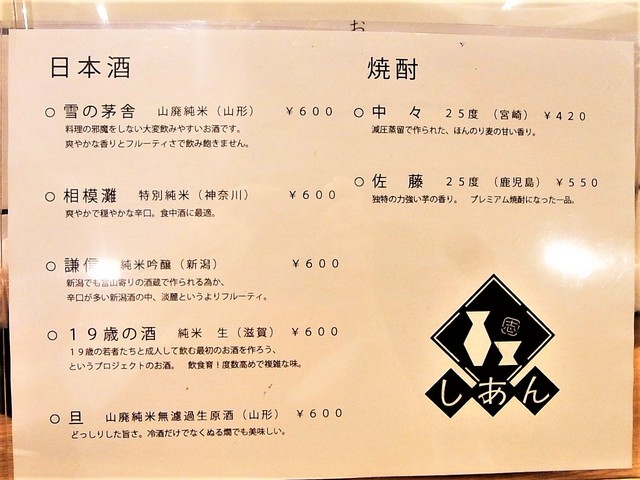 お
日本酒
○ 雪の茅舎　山廃純米（山形）　￥６００
料理の邪魔をしない大変飲みやすいお酒です。
爽やかな香りとフルーティさで飲み飽きません。
○ 相模灘　特別純米（神奈川）　￥６００
爽やかで穏やかな辛口。食中酒に最適。
○ 謙信　純米吟醸（新潟）　￥６００
新潟でも富山寄りの酒蔵で作られる為か、
辛口が多い新潟酒の中、淡麗というよりフルーティ。
○ １９歳の酒　純米　生（滋賀）　￥６００
１９歳の若者たちと成人して飲む最初のお酒を作ろう、
というプロジェクトのお酒。　飲食育！度数高めで複雑な味。
○ 旦　山廃純米無濾過生原酒（山形）　￥６００
どっしりした旨さ。冷酒だけでなくぬる燗でも美味しい。
焼酎
○ 中　々　２５度　（宮崎）　￥４２０
減圧蒸留で作られた、ほんのり麦の甘い香り。
○ 佐　藤　２５度　（鹿児島）　￥５５０
独特の力強い芋の香り。　プレミアム焼酎になった一品。
しあん